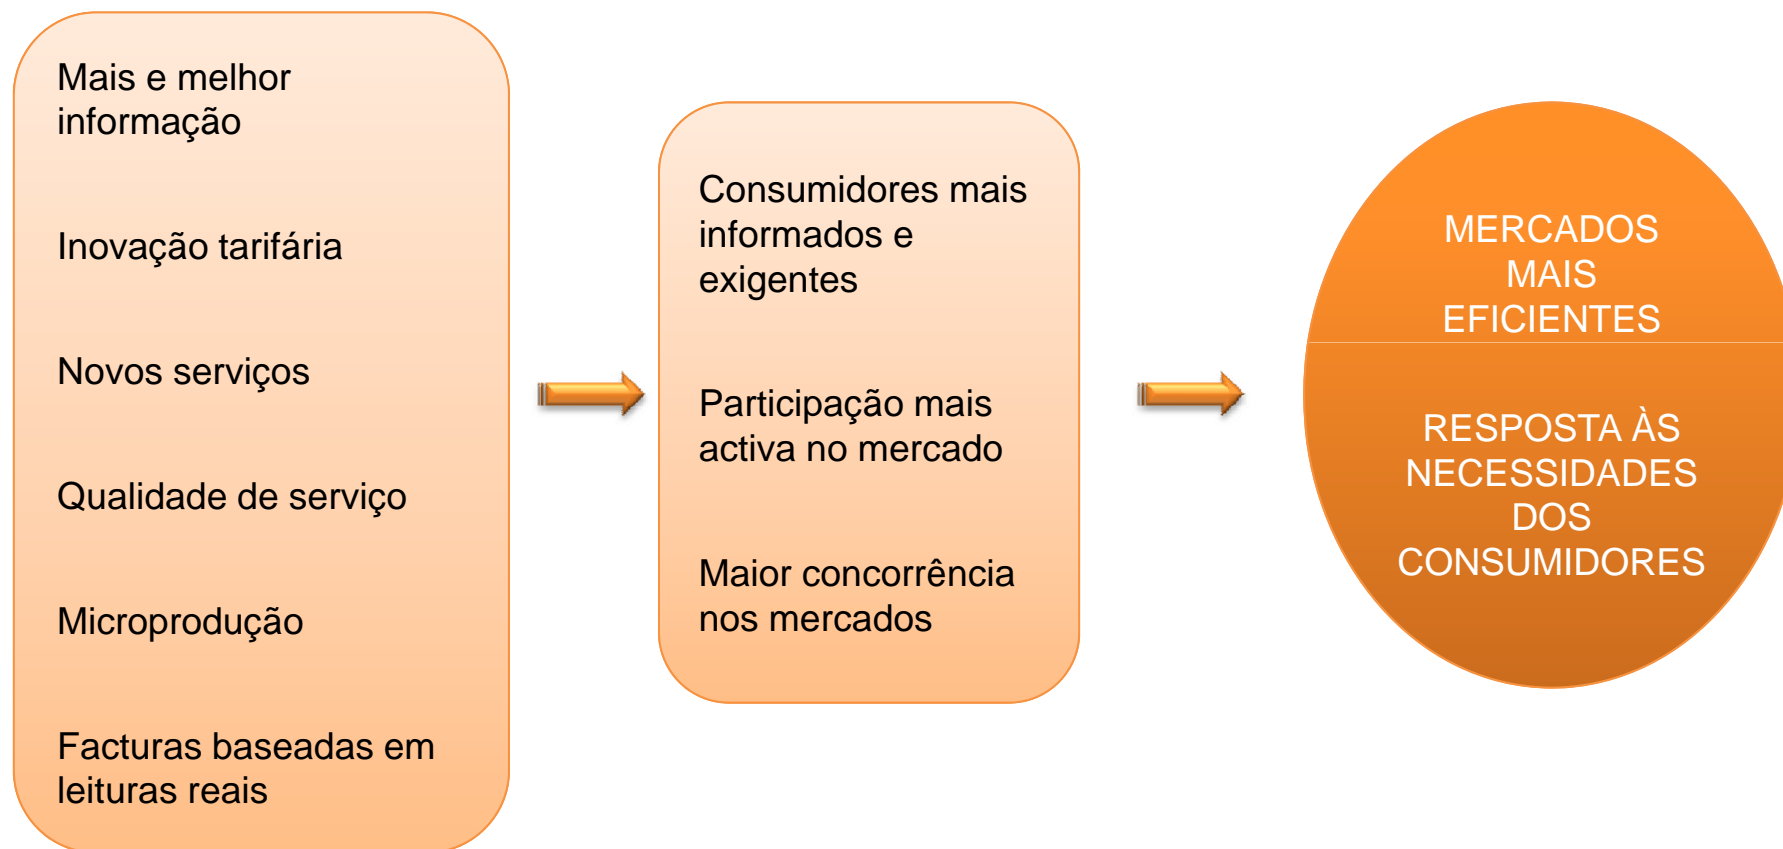 Mais e melhor
informação
Inovação tarifária
Novos serviços
Qualidade de serviço
Microprodução
Facturas baseadas em
leituras reais
Consumidores mais
informados e
exigentes
Participação mais
activa no mercado
Maior concorrência
nos mercados
MERCADOS
MAIS
EFICIENTES
RESPOSTA ÀS
NECESSIDADES
DOS
CONSUMIDORES